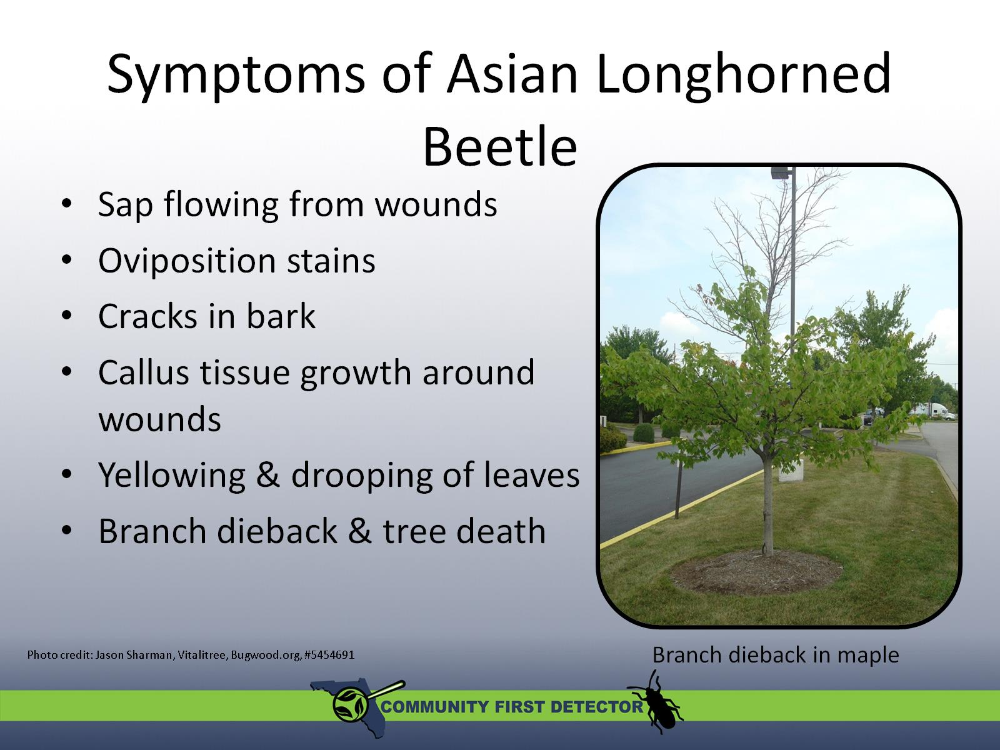 Symptoms of Asian Longhorned
Beetle
• Sap flowing from wounds
• Oviposition stains
• Cracks in bark
• Callus tissue growth around
wounds
• Yellowing & drooping of leaves
• Branch dieback & tree death
Branch dieback in maple
Photo credit: Jason Sharman, Vitalitree, Bugwood.org, #5454691
COMMUNITY FIRST DETECTOR